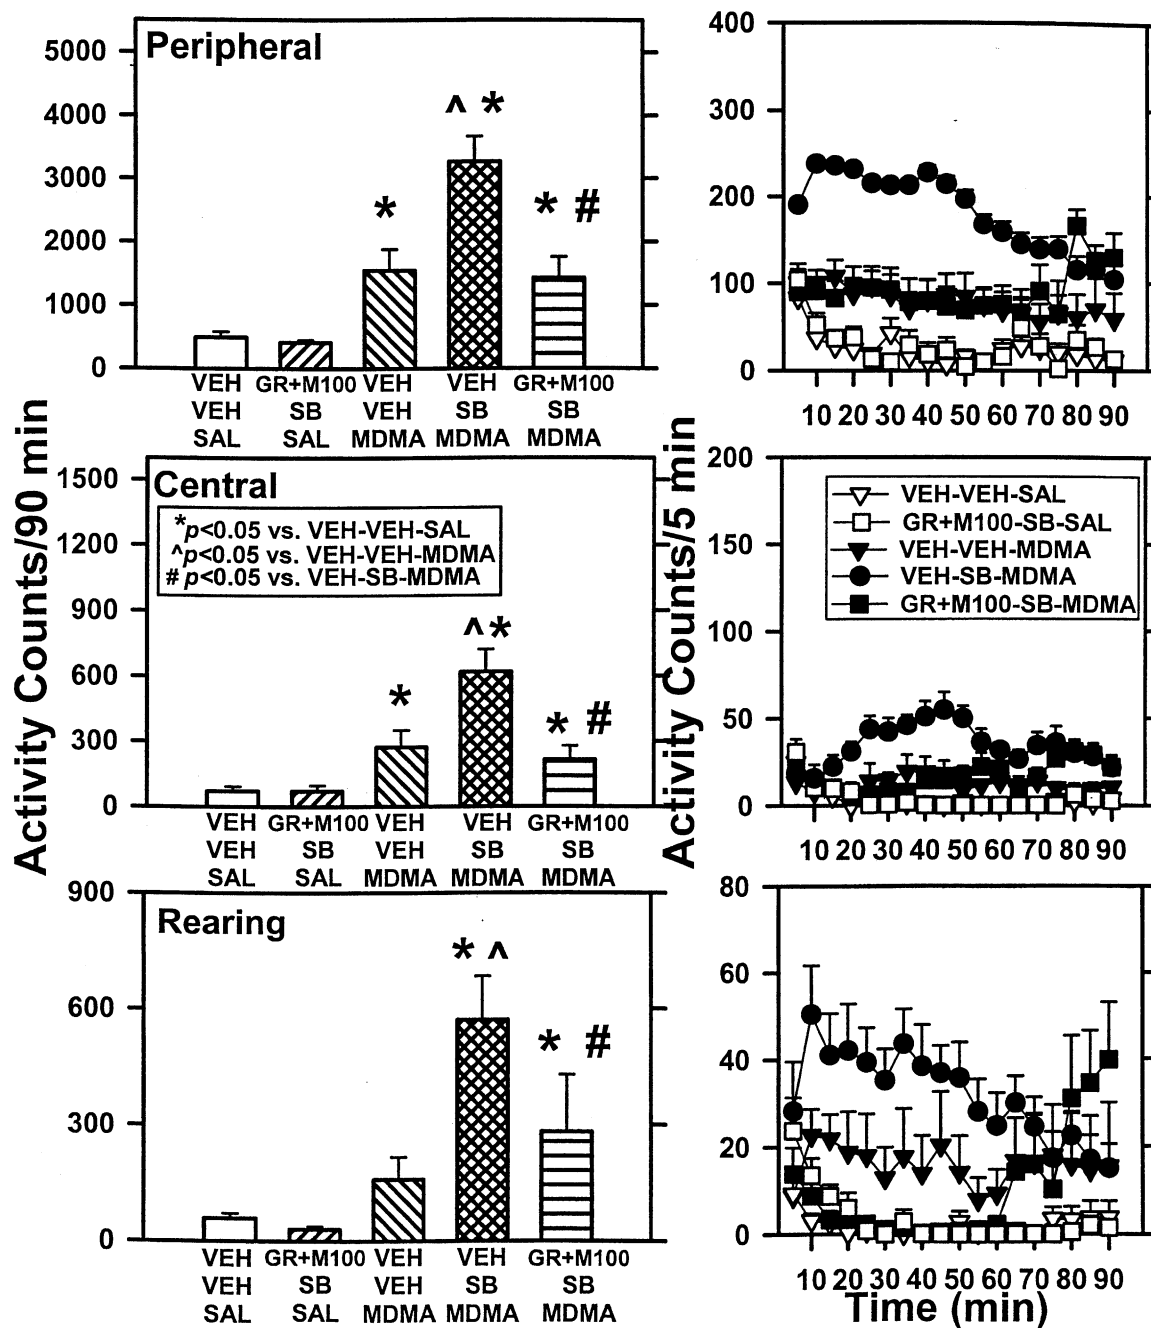 Peripheral
5000
4000
3000
2000
1000
0
^ *
*
* #
VEH GR+M100 VEH VEH GR+M100
VEH SB VEH SB SB
SAL SAL MDMA MDMA MDMA
400
300
200
100
0
10 20 30 40 50 60 70 80 90
Activity Counts/90 min
Central
1500
1200
900
600
300
0
*p<0.05 vs. VEH-VEH-SAL
^p<0.05 vs. VEH-VEH-MDMA
# p<0.05 vs. VEH-SB-MDMA
^*
*
* #
VEH GR+M100 VEH VEH GR+M100
VEH SB VEH SB SB
SAL SAL MDMA MDMA MDMA
Activity Counts/5 min
200
150
100
50
0
VEH-VEH-SAL
GR+M100-SB-SAL
VEH-VEH-MDMA
VEH-SB-MDMA
GR+M100-SB-MDMA
10 20 30 40 50 60 70 80 90
Rearing
900
600
300
0
* ^
* #
VEH GR+M100 VEH VEH GR+M100
VEH SB VEH SB SB
SAL SAL MDMA MDMA MDMA
80
60
40
20
0
10 20 30 40 50 60 70 80 90
Time (min)